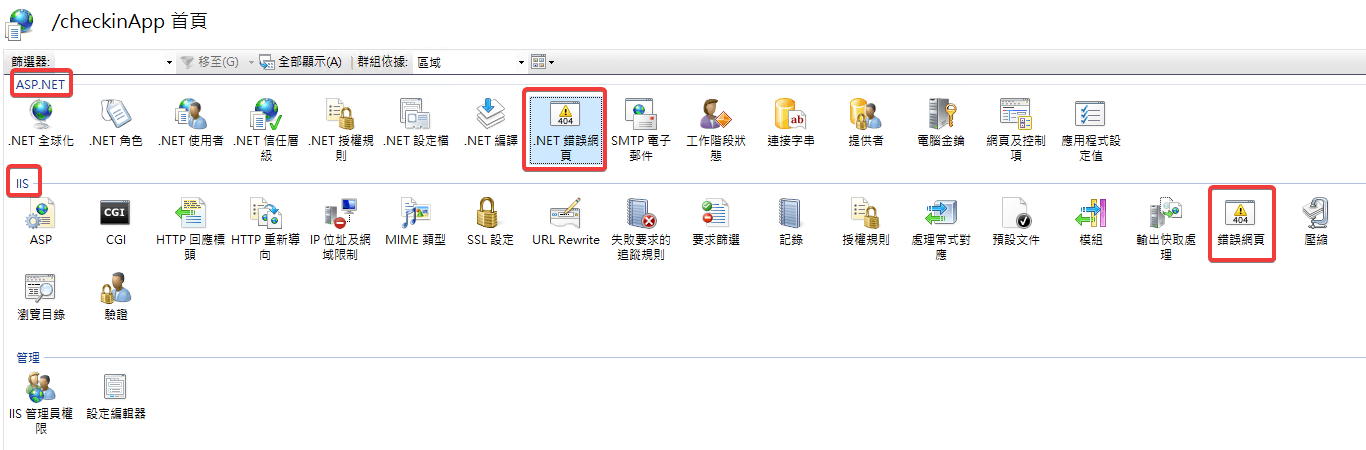 /checkinApp 首頁
篩選器: 移至(G) 全部顯示(A) 群組依據: 區域
ASP.NET
404
.NET 全球化 .NET 角色 .NET 使用者 .NET 信任層級 .NET 授權規則 .NET 設定檔 .NET 編譯 .NET 錯誤網頁 SMTP 電子郵件 工作階段狀態 連接字串 提供者 電腦金鑰 網頁及控制項 應用程式設定值
ab
IIS
CGI 404
ASP CGI HTTP 回應標頭 HTTP 重新導向 IP 位址及網域限制 MIME 類型 SSL 設定 URL Rewrite 失敗要求的追蹤規則 要求篩選 記錄 授權規則 處理常式對應 預設文件 模組 輸出快取處理 錯誤網頁 壓縮
瀏覽目錄 驗證
管理
IIS 管理員權限 設定編輯器